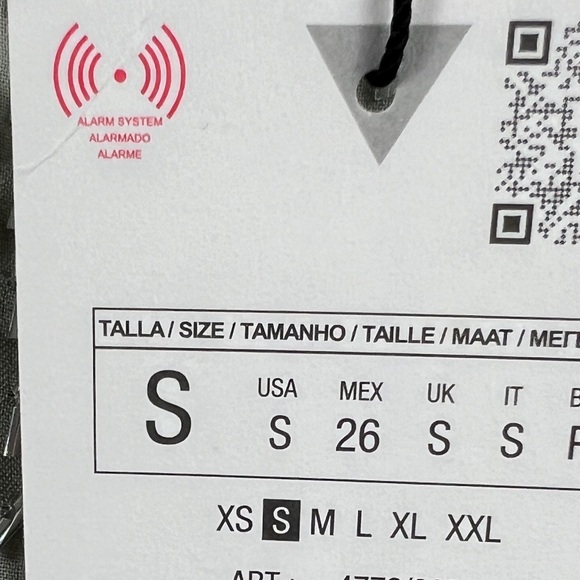 ALARM SYSTEM
ALARMADO
ALARME
TALLA / SIZE / TAMANHO / TAILLE / MAAT /
S
USA MEX UK IT
S 26 S S
XS S M L XL XXL